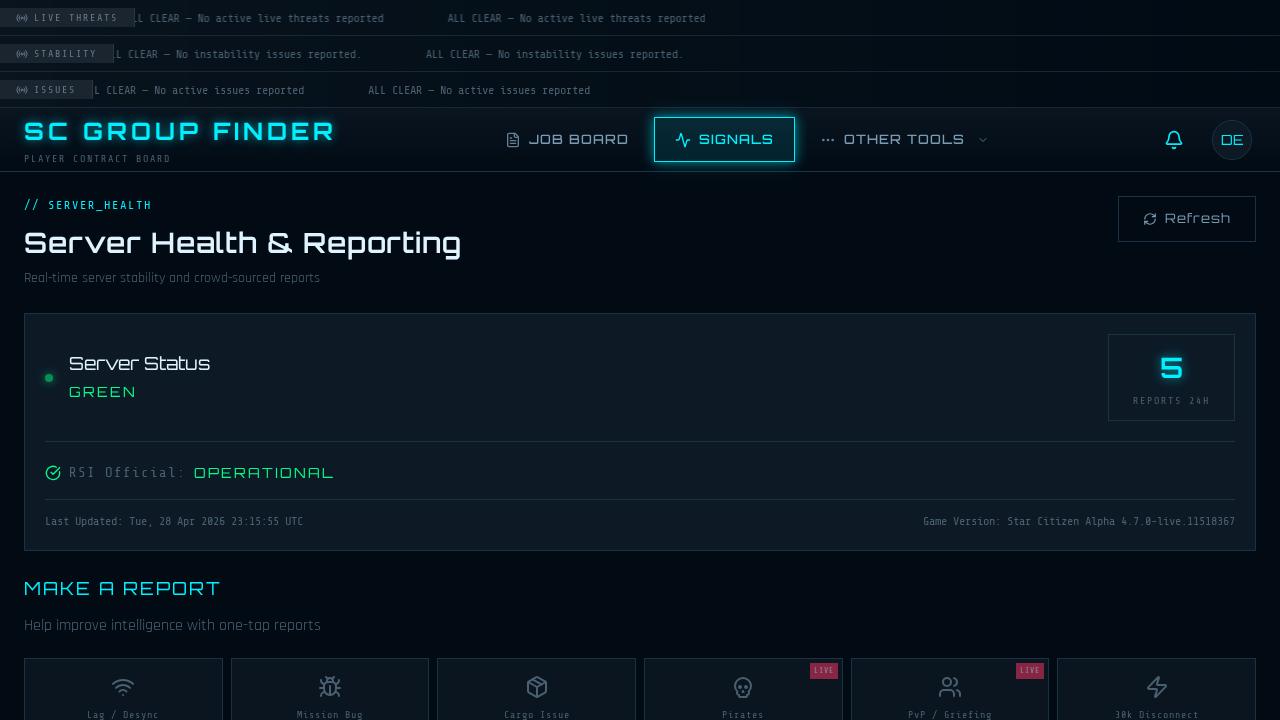 LIVE THREATS
CLEAR — No active live threats reported
ALL CLEAR — No active live threats reported
STABILITY
CLEAR — No instability issues reported.
ALL CLEAR — No instability issues reported.
ISSUES
CLEAR — No active issues reported
ALL CLEAR — No active issues reported
SC GROUP FINDER
PLAYER CONTRACT BOARD
JOB BOARD
SIGNALS
OTHER TOOLS
DE
// SERVER_HEALTH
Server Health & Reporting
Real-time server stability and crowd-sourced reports
Refresh
Server Status
GREEN
5
REPORTS 24H
RSI Official: OPERATIONAL
Last Updated: Tue, 28 Apr 2026 23:15:55 UTC
Game Version: Star Citizen Alpha 4.7.0-live.11518367
MAKE A REPORT
Help improve intelligence with one-tap reports
LIVE
LIVE
Lag / Desync
Mission Bug
Cargo Issue
Pirates
PvP / Griefing
30k Disconnect